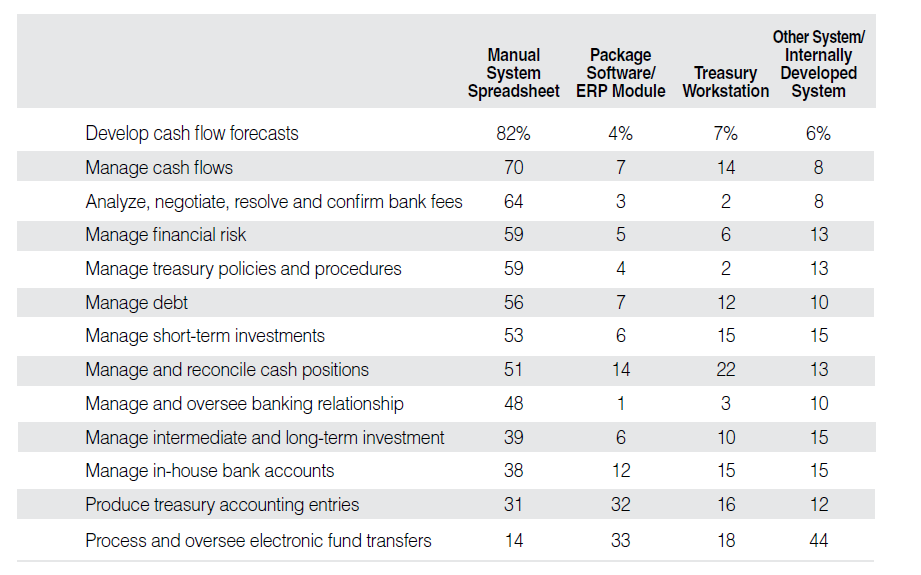 Manual System Spreadsheet Package Software/ ERP Module Treasury Workstation Other System/ Internally Developed System
Develop cash flow forecasts 82% 4% 7% 6%
Manage cash flows 70 7 14 8
Analyze, negotiate, resolve and confirm bank fees 64 3 2 8
Manage financial risk 59 5 6 13
Manage treasury policies and procedures 59 4 2 13
Manage debt 56 7 12 10
Manage short-term investments 53 6 15 15
Manage and reconcile cash positions 51 14 22 13
Manage and oversee banking relationship 48 1 3 10
Manage intermediate and long-term investment 39 6 10 15
Manage in-house bank accounts 38 12 15 15
Produce treasury accounting entries 31 32 16 12
Process and oversee electronic fund transfers 14 33 18 44